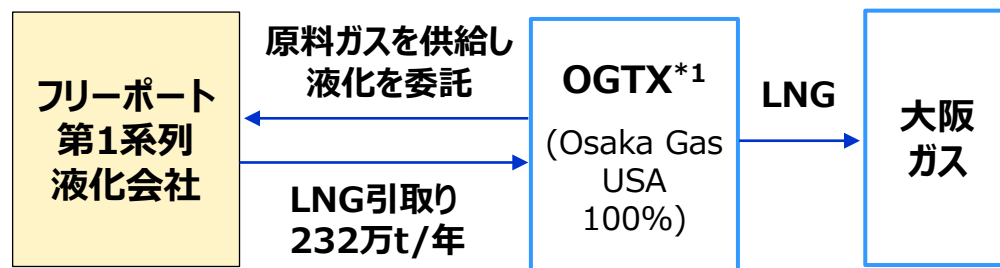 フリーポート
第1系列
液化会社
原料ガスを供給し
液化を委託
LNG引取り
232万t/年
OGTX*1
(Osaka Gas
USA
100%)
LNG
大阪
ガス